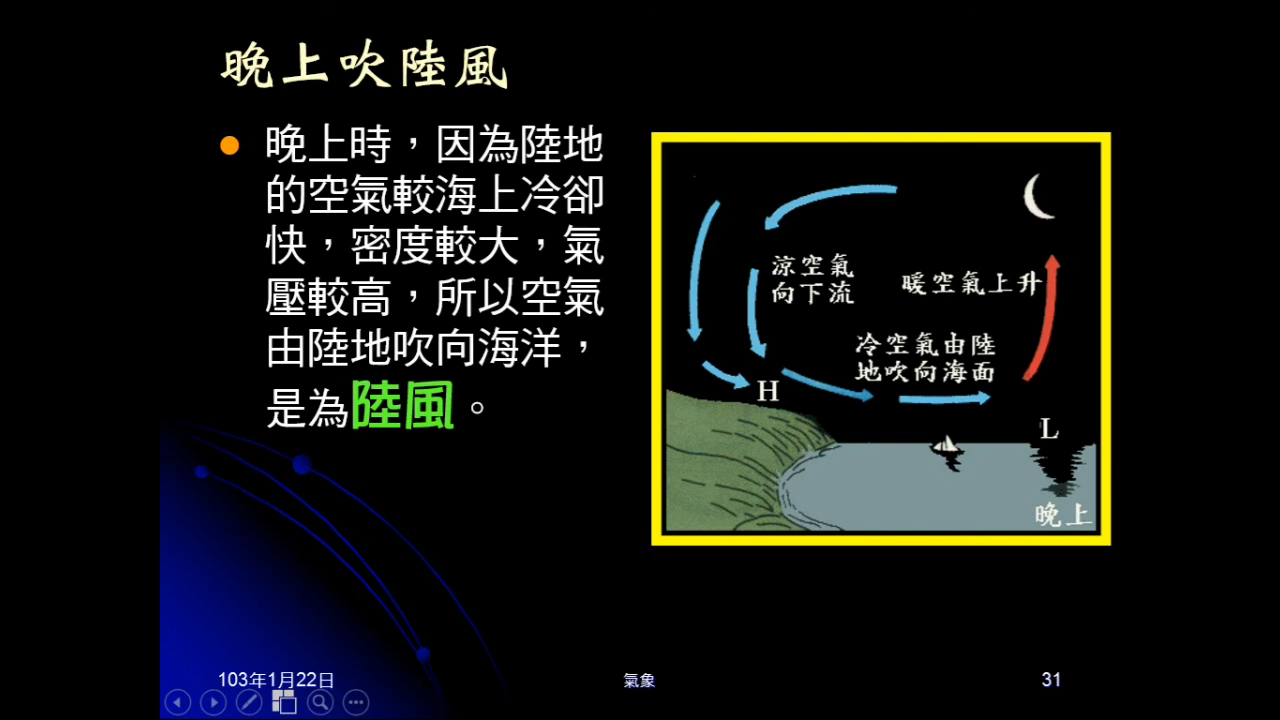 晚上吹陸風
晚上時，因為陸地
的空氣較海上冷卻
快，密度較大，氣
壓較高，所以空氣
由陸地吹向海洋，
是為陸風。
涼空氣
向下流
暖空氣上升
冷空氣由陸
地吹向海面
H
L
晚上
103年1月22日
氣象
31